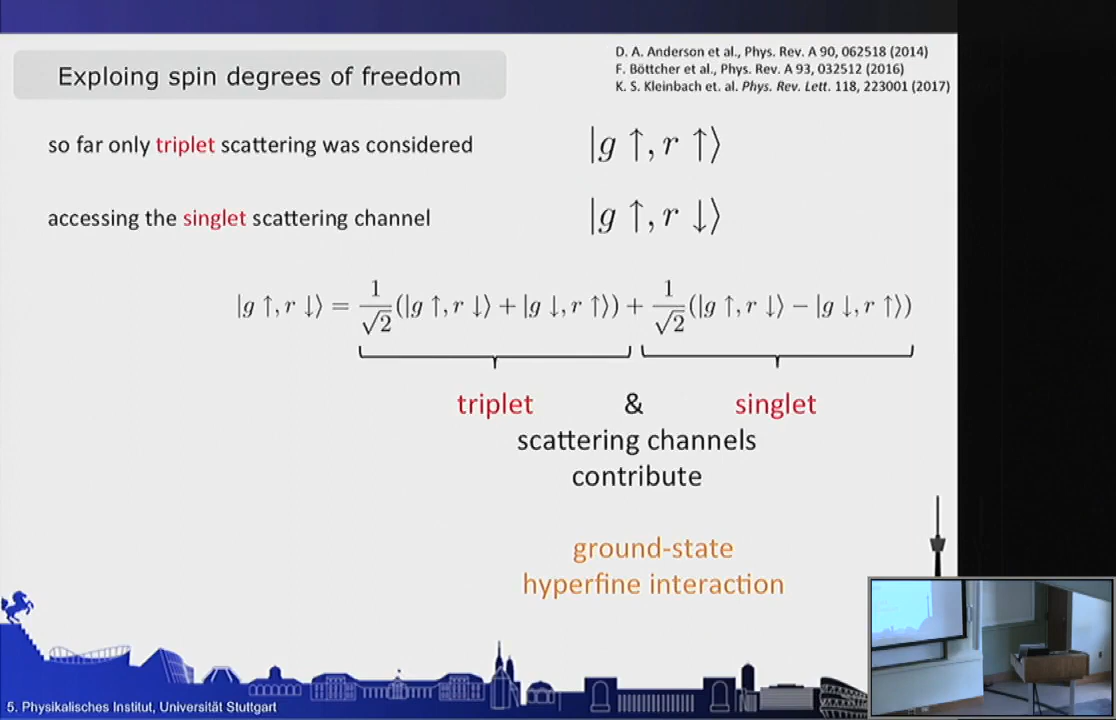 Exploing spin degrees of freedom
D. A. Anderson et al., Phys. Rev. A 90, 062518 (2014)
F. Böttcher et al., Phys. Rev. A 93, 032512 (2016)
K. S. Kleinbach et. al. Phys. Rev. Lett. 118, 223001 (2017)
so far only triplet scattering was considered |g ↑, r ↑⟩
accessing the singlet scattering channel |g ↑, r ↓⟩
|g ↑, r ↓⟩ = 1/√2 (|g ↑, r ↓⟩ + |g ↓, r ↑⟩) + 1/√2 (|g ↑, r ↓⟩ − |g ↓, r ↑⟩)
triplet & singlet
scattering channels
contribute
ground-state
hyperfine interaction
5. Physikalisches Institut, Universität Stuttgart